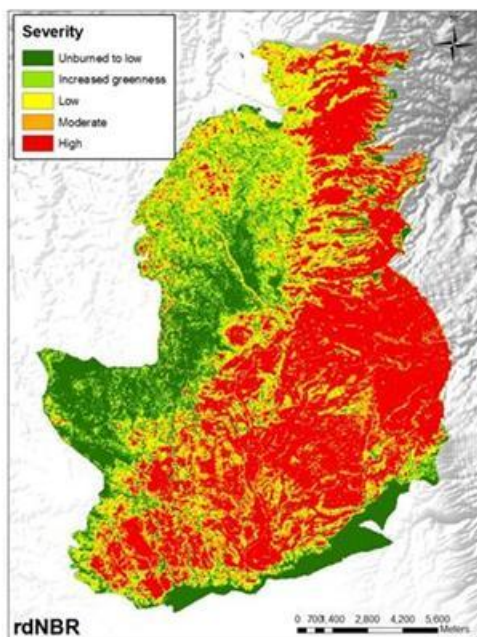 Severity
Unburned to low
Increased greenness
Low
Moderate
High
rdNBR
0 700 1,400 2,800 4,200 5,600
Meters